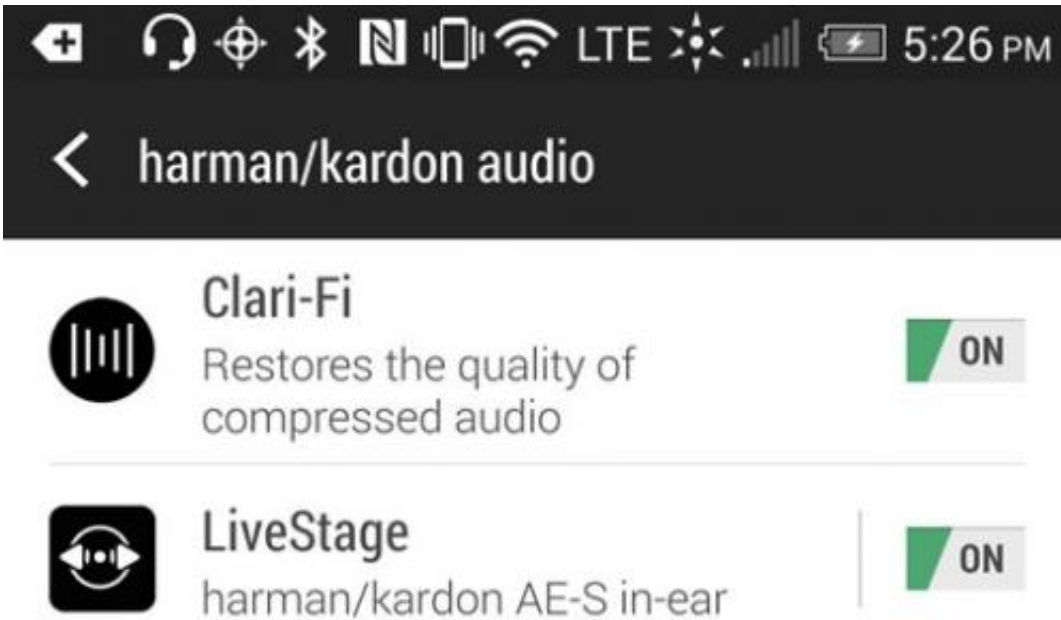 LTE 5:26 PM
harman/kardon audio
Clari-Fi
Restores the quality of
compressed audio
ON
LiveStage
harman/kardon AE-S in-ear
ON